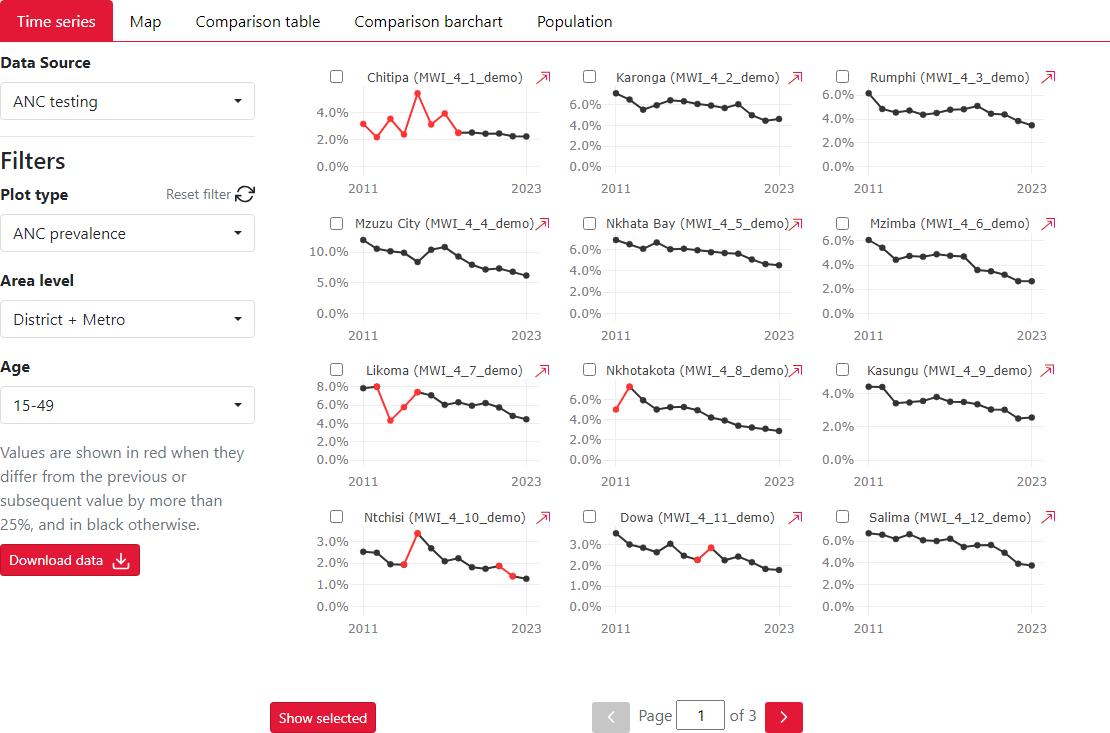 Time series Map Comparison table Comparison barchart Population
Data Source
ANC testing
Filters
Plot type Reset filter
ANC prevalence
Area level
District + Metro
Age
15-49
Values are shown in red when they
differ from the previous or
subsequent value by more than
25%, and in black otherwise.
Download data
Chitipa (MWI_4_1_demo)
4.0%
2.0%
0.0%
2011 2023
Karonga (MWI_4_2_demo)
6.0%
4.0%
2.0%
0.0%
2011 2023
Rumphi (MWI_4_3_demo)
6.0%
4.0%
2.0%
0.0%
2011 2023
Mzuzu City (MWI_4_4_demo)
10.0%
5.0%
0.0%
2011 2023
Nkhata Bay (MWI_4_5_demo)
6.0%
4.0%
2.0%
0.0%
2011 2023
Mzimba (MWI_4_6_demo)
6.0%
4.0%
2.0%
0.0%
2011 2023
Likoma (MWI_4_7_demo)
8.0%
6.0%
4.0%
2.0%
0.0%
2011 2023
Nkhotakota (MWI_4_8_demo)
6.0%
4.0%
2.0%
0.0%
2011 2023
Kasungu (MWI_4_9_demo)
4.0%
2.0%
0.0%
2011 2023
Ntchisi (MWI_4_10_demo)
3.0%
2.0%
1.0%
0.0%
2011 2023
Dowa (MWI_4_11_demo)
3.0%
2.0%
1.0%
0.0%
2011 2023
Salima (MWI_4_12_demo)
6.0%
4.0%
2.0%
0.0%
2011 2023
Show selected Page 1 of 3